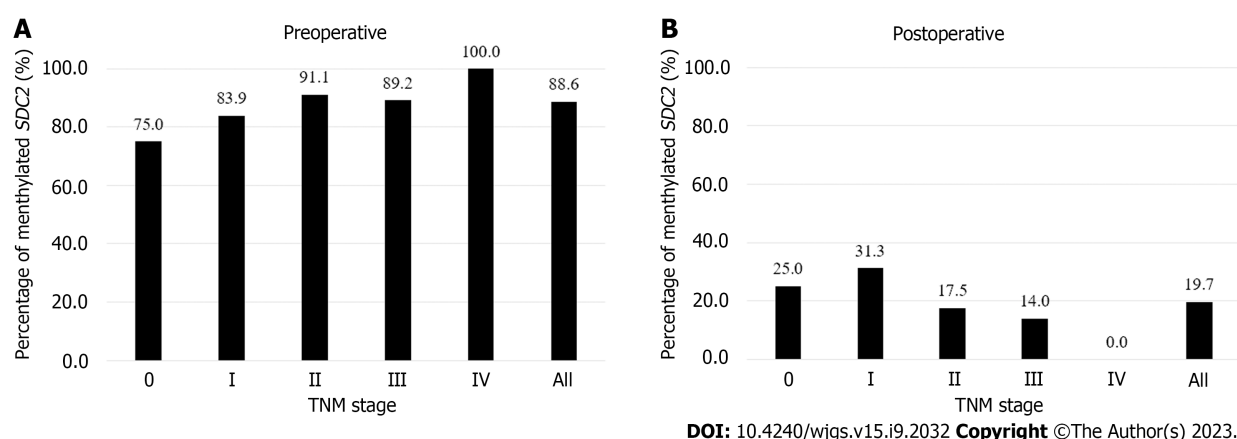 A
Preoperative
Percentage of menthylated SDC2 (%)
100.0
80.0
60.0
40.0
20.0
0.0
75.0
83.9
91.1
89.2
100.0
88.6
0 I II III IV All
TNM stage
B
Postoperative
Percentage of menthylated SDC2 (%)
100.0
80.0
60.0
40.0
20.0
0.0
25.0
31.3
17.5
14.0
0.0
19.7
0 I II III IV All
TNM stage
DOI: 10.4240/wjgs.v15.i9.2032 Copyright ©The Author(s) 2023.